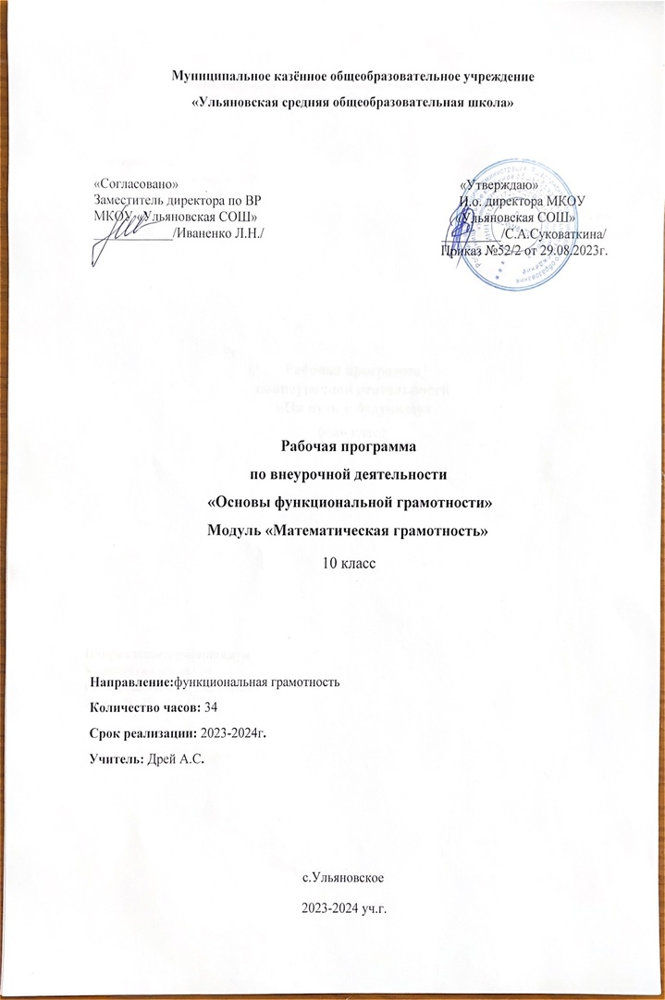 Муниципальное казённое общеобразовательное учреждение
«Ульяновская средняя общеобразовательная школа»
«Согласовано»
Заместитель директора по ВР
МКОУ «Ульяновская СОШ»
____________/Иваненко Л.Н./
«Утверждаю»
И.о. директора МКОУ
«Ульяновская СОШ»
_________/С.А.Суковаткина/
Приказ №52/2 от 29.08.2023г.
Рабочая программа
по внеурочной деятельности
«Основы функциональной грамотности»
Модуль «Математическая грамотность»
10 класс
Направление:функциональная грамотность
Количество часов: 34
Срок реализации: 2023-2024г.
Учитель: Дрей А.С.
с.Ульяновское
2023-2024 уч.г.